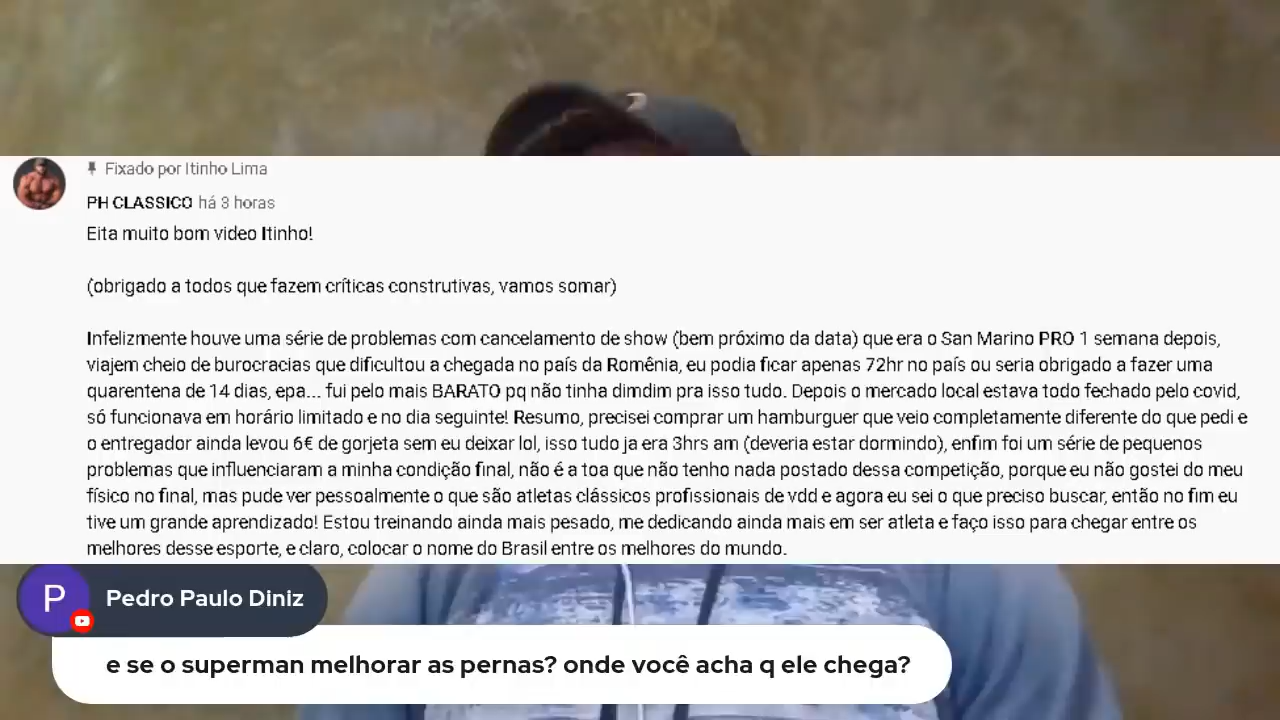 Fixado por Itinho Lima
PH CLASSICO há 3 horas
Eita muito bom video Itinho!
(obrigado a todos que fazem críticas construtivas, vamos somar)
Infelizmente houve uma série de problemas com cancelamento de show (bem próximo da data) que era o San Marino PRO 1 semana depois,
viajem cheio de burocracias que dificultou a chegada no país da Romênia, eu podia ficar apenas 72hr no país ou seria obrigado a fazer uma
quarentena de 14 dias, epa... fui pelo mais BARATO pq não tinha dimdim pra isso tudo. Depois o mercado local estava todo fechado pelo covid,
só funcionava em horário limitado e no dia seguinte! Resumo, precisei comprar um hamburguer que veio completamente diferente do que pedi e
o entregador ainda levou 6€ de gorjeta sem eu deixar lol, isso tudo ja era 3hrs am (deveria estar dormindo), enfim foi um série de pequenos
problemas que influenciaram a minha condição final, não é a toa que não tenho nada postado dessa competição, porque eu não gostei do meu
físico no final, mas pude ver pessoalmente o que são atletas clássicos profissionais de vdd e agora eu sei o que preciso buscar, então no fim eu
tive um grande aprendizado! Estou treinando ainda mais pesado, me dedicando ainda mais em ser atleta e faço isso para chegar entre os
melhores desse esporte, e claro, colocar o nome do Brasil entre os melhores do mundo.
P
Pedro Paulo Diniz
e se o superman melhorar as pernas? onde você acha q ele chega?